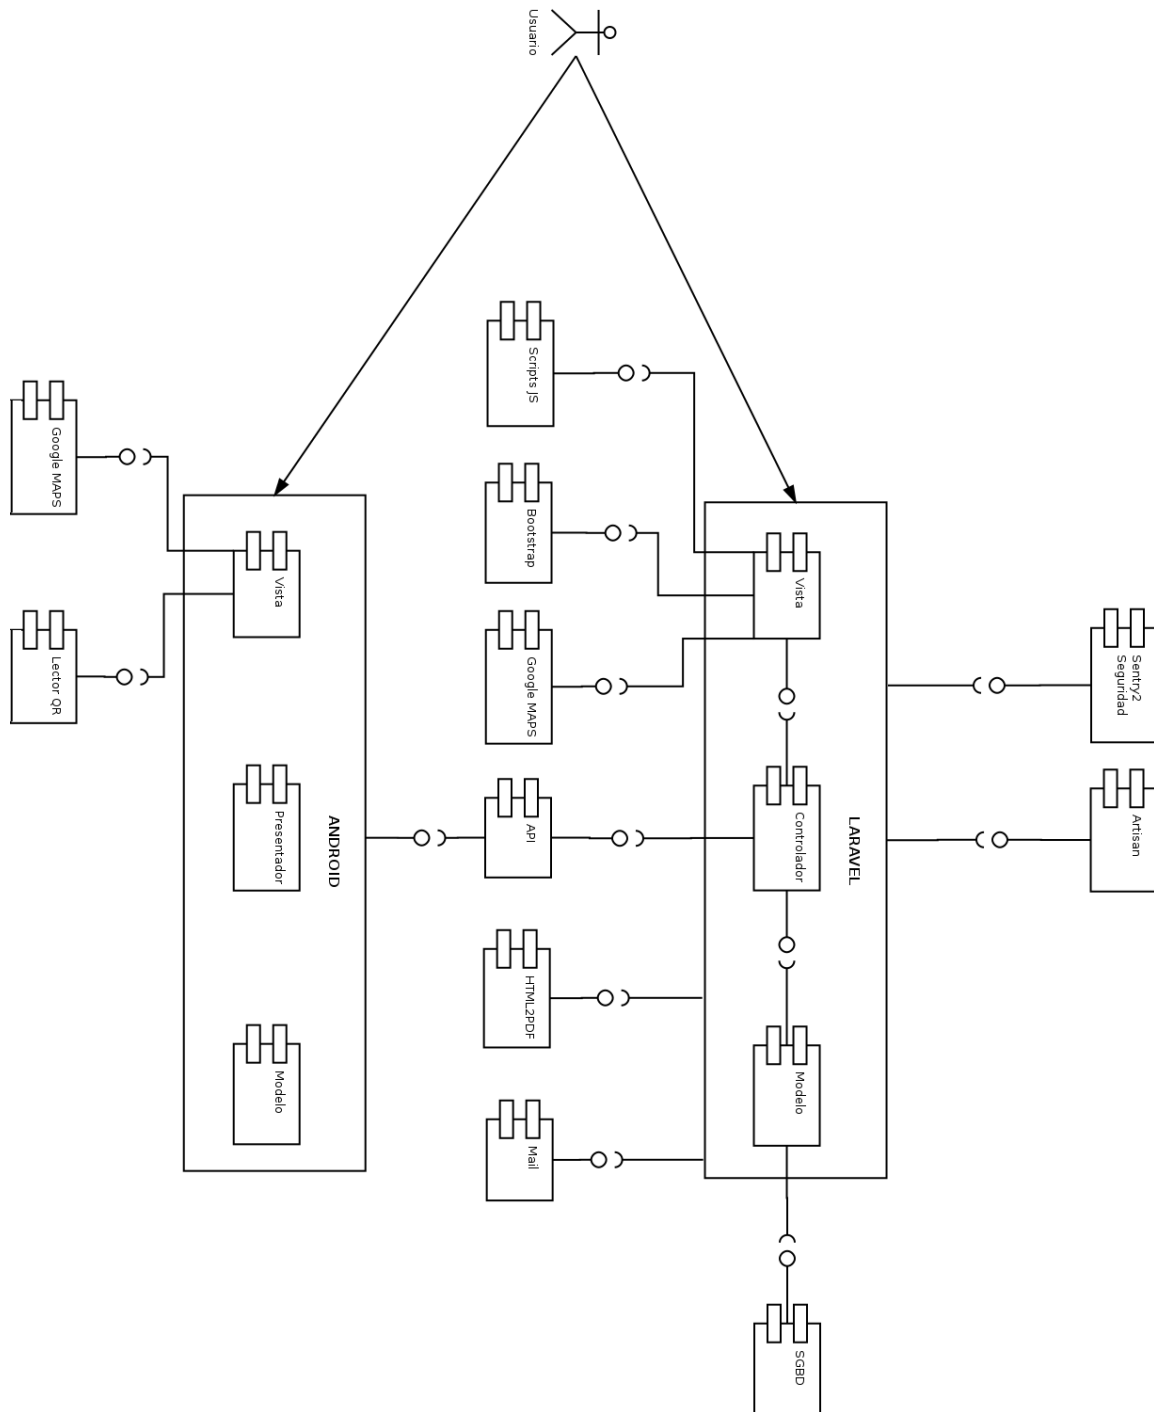 Usuario
Sentry2
Seguridad
Artisan
LARAVEL
Vista
Controlador
Modelo
SGBD
Scripts JS
Bootstrap
Google MAPS
API
HTML2PDF
Mail
ANDROID
Vista
Presentador
Modelo
Google MAPS
Lector QR